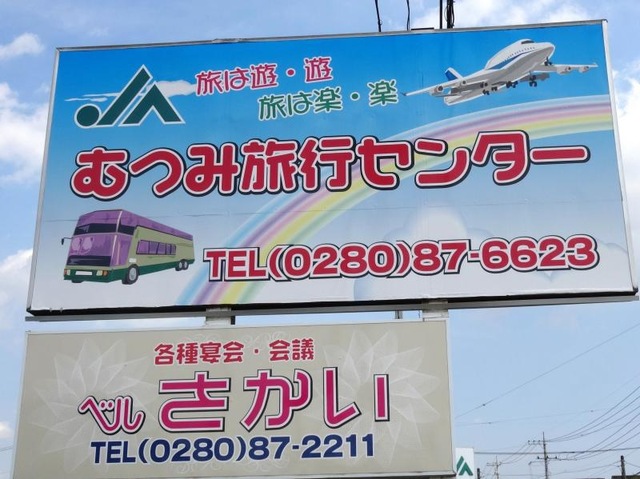 JA
旅は遊・遊
旅は楽・楽
むつみ旅行センター
TEL(0280)87-6623
各種宴会・会議
ベルさかい
TEL(0280)87-2211